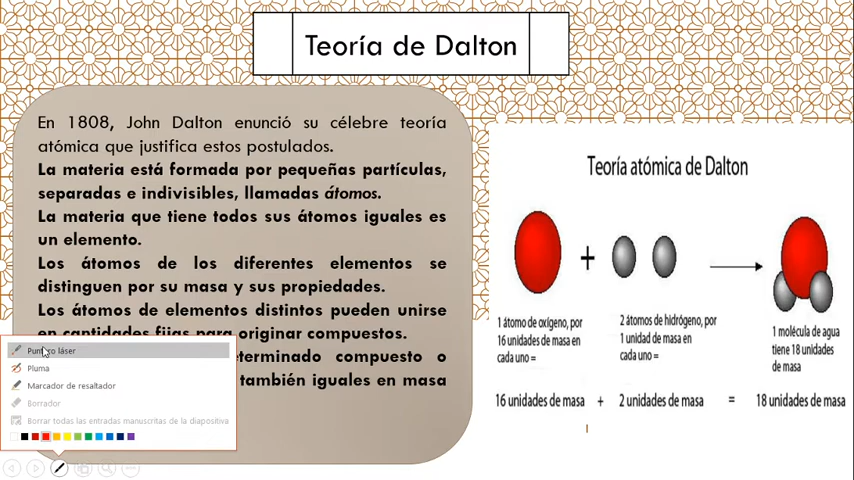 Teoría de Dalton
En 1808, John Dalton enunció su célebre teoría
atómica que justifica estos postulados.
La materia está formada por pequeñas partículas,
separadas e indivisibles, llamadas átomos.
La materia que tiene todos sus átomos iguales es
un elemento.
Los átomos de los diferentes elementos se
distinguen por su masa y sus propiedades.
Los átomos de elementos distintos pueden unirse
en cantidades fijas para originar compuestos.
determinado compuesto o
también iguales en masa
Puntero láser
Pluma
Marcador de resaltador
Borrador
Borrar todas las entradas manuscritas de la diapositiva
Teoría atómica de Dalton
+
1 átomo de oxígeno, por
16 unidades de masa en
cada uno =
2 átomos de hidrógeno, por
1 unidad de masa en
cada uno =
1 molécula de agua
tiene 18 unidades
de masa
16 unidades de masa + 2 unidades de masa = 18 unidades de masa